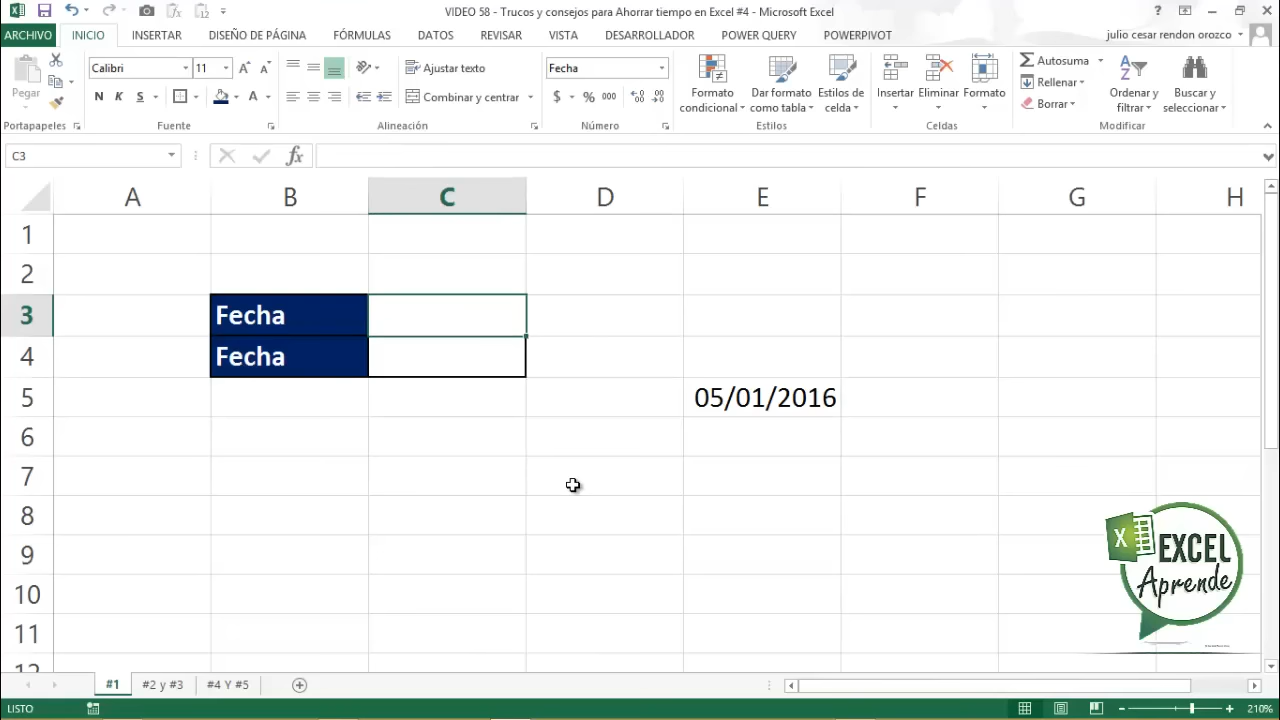 VIDEO 58 - Trucos y consejos para Ahorrar tiempo en Excel #4 - Microsoft Excel
ARCHIVO INICIO INSERTAR DISEÑO DE PÁGINA FÓRMULAS DATOS REVISAR VISTA DESARROLLADOR POWER QUERY POWERPIVOT julio cesar rendon orozco
Pegar
Calibri 11
N K S
Ajustar texto
Combinar y centrar
Fecha
$ % 000
Formato condicional
Dar formato como tabla
Estilos de celda
Insertar Eliminar Formato
Autosuma
Rellenar
Borrar
Ordenar y filtrar
Buscar y seleccionar
Portapapeles Fuente Alineación Número Estilos Celdas Modificar
C3 fx
A B C D E F G H
1
2
3 Fecha
4 Fecha
5 05/01/2016
6
7
8
9
10
11
12
EXCEL
Aprende
#1 #2 y #3 #4 Y #5
LISTO 210%